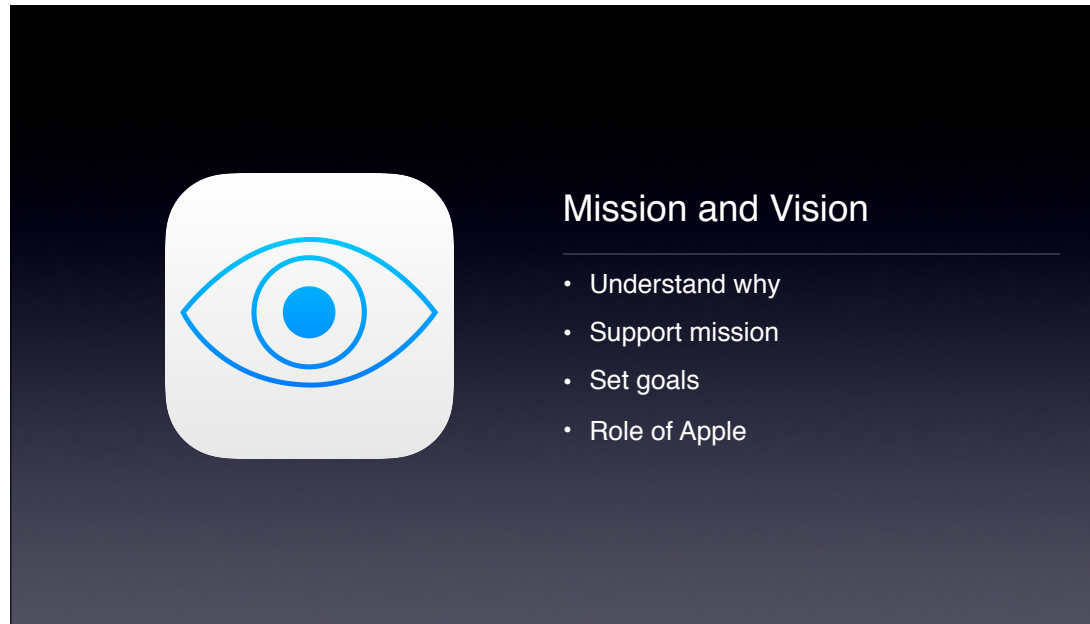 Mission and Vision
• Understand why
• Support mission
• Set goals
• Role of Apple